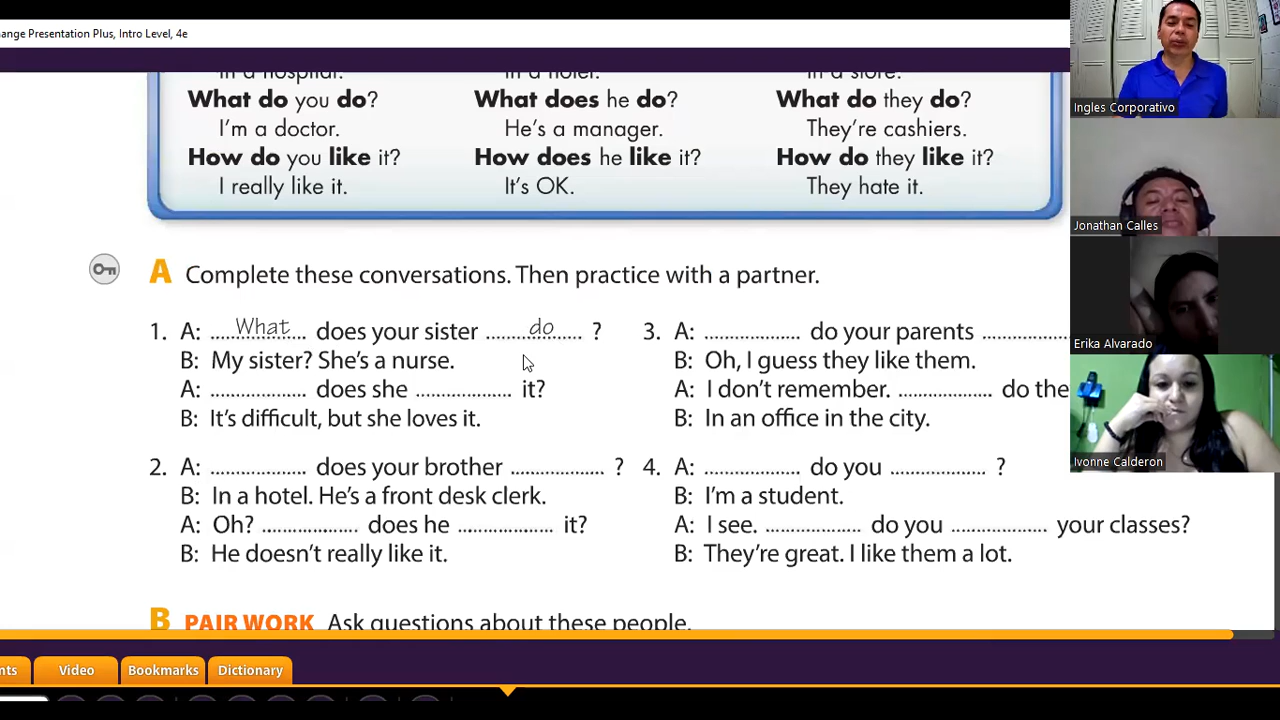 ange Presentation Plus, Intro Level, 4e
In a hospital.
In a hotel.
In a store.
What do you do?
I'm a doctor.
How do you like it?
I really like it.
What does he do?
He's a manager.
How does he like it?
It's OK.
What do they do?
They're cashiers.
How do they like it?
They hate it.
A Complete these conversations. Then practice with a partner.
1. A: ...What... does your sister ...do... ?
B: My sister? She's a nurse.
A: ................. does she ................. it?
B: It's difficult, but she loves it.
2. A: ................. does your brother ................. ?
B: In a hotel. He's a front desk clerk.
A: Oh? ................. does he ................. it?
B: He doesn't really like it.
3. A: ................. do your parents .................
B: Oh, I guess they like them.
A: I don't remember. ................. do the
B: In an office in the city.
4. A: ................. do you ................. ?
B: I'm a student.
A: I see. ................. do you ................. your classes?
B: They're great. I like them a lot.
B PAIR WORK Ask questions about these people.
nts
Video
Bookmarks
Dictionary
Ingles Corporativo
Jonathan Calles
Erika Alvarado
Ivonne Calderon